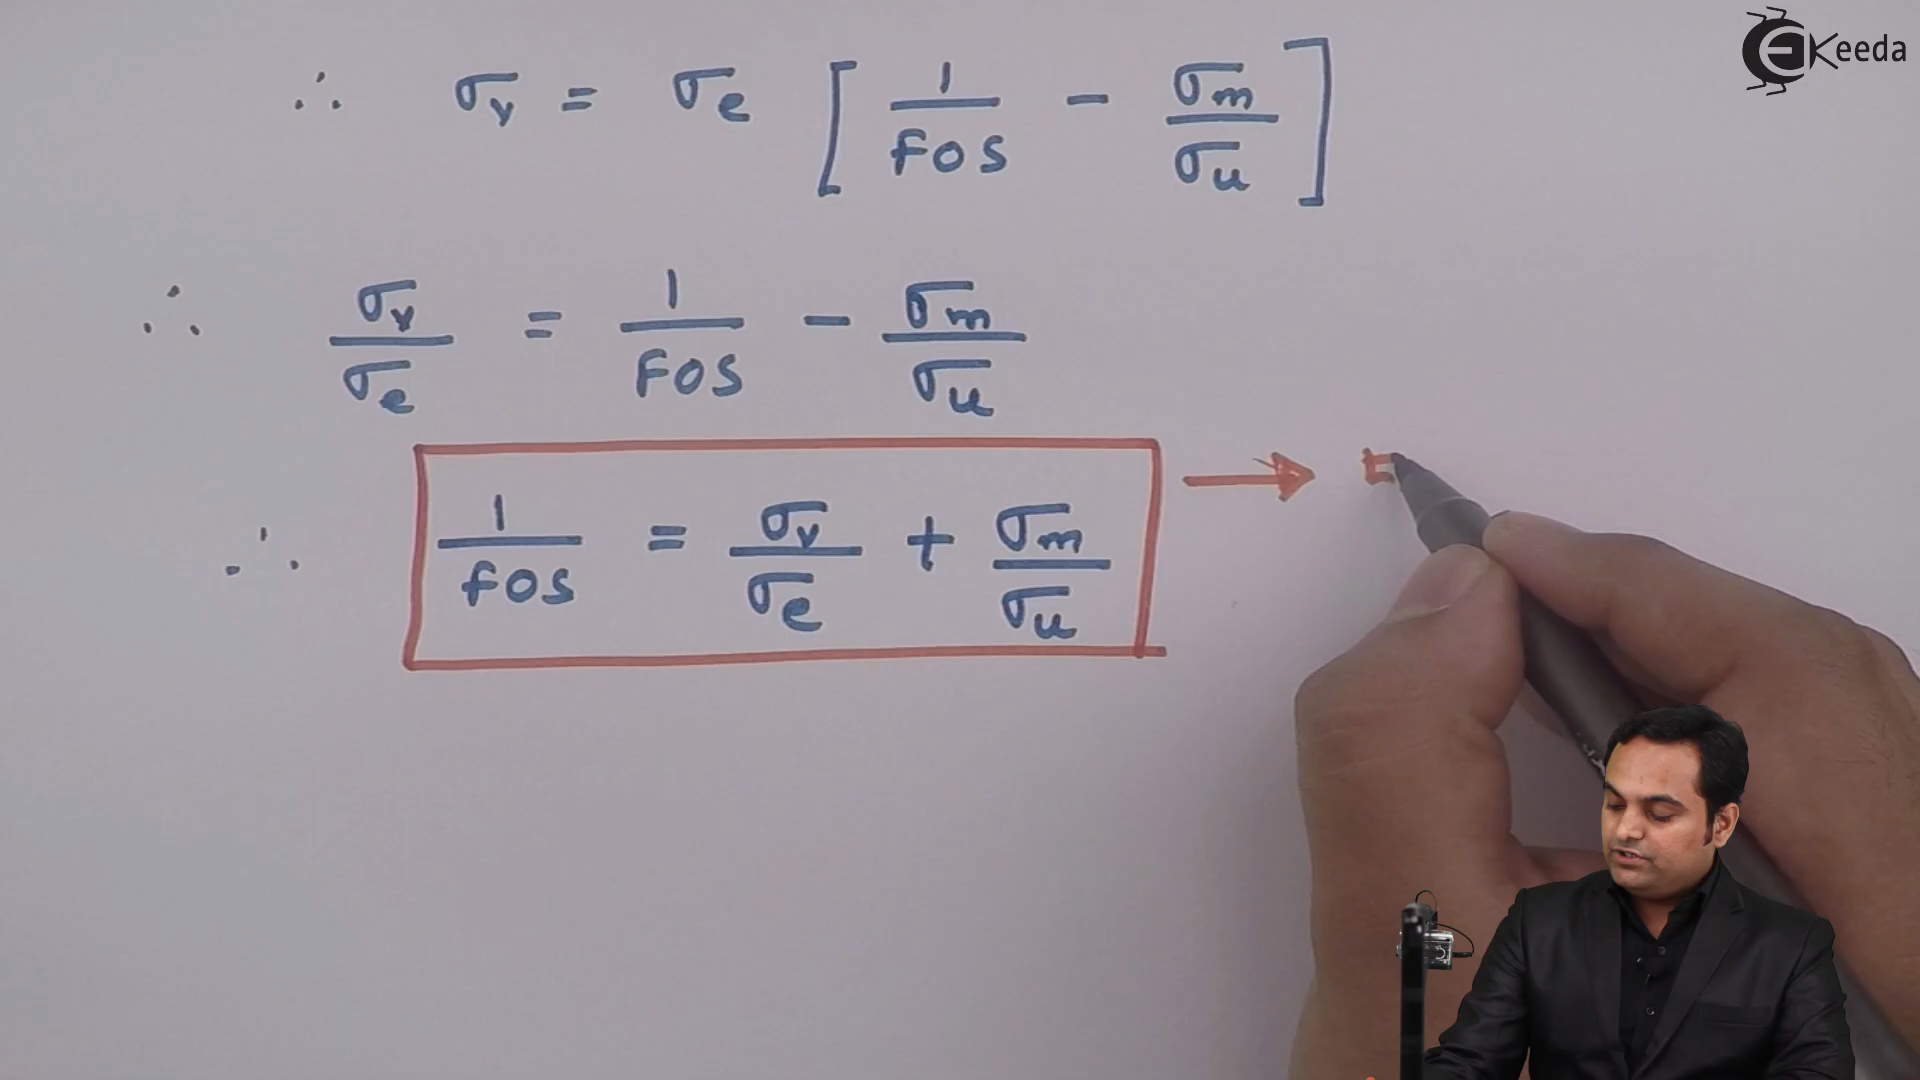 Keeda
∴ σᵥ = σₑ [ 1/FOS − σₘ/σᵤ ]
∴ σᵥ/σₑ = 1/FOS − σₘ/σᵤ
∴ 1/FOS = σᵥ/σₑ + σₘ/σᵤ →